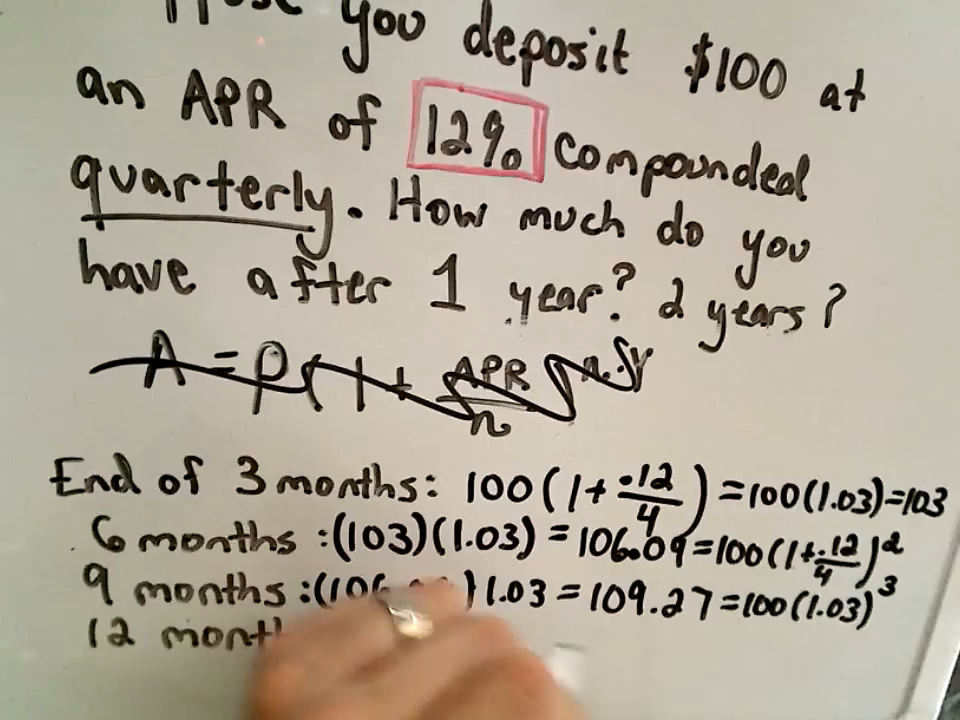 you deposit $100 at
an APR of 12% compounded
quarterly. How much do you
have after 1 year? 2 years?
A = P(1 + APR/n)^n·y
End of 3 months: 100(1+ .12/4) = 100(1.03) = 103
6 months: (103)(1.03) = 106.09 = 100(1+ .12/4)^2
9 months: (106 )1.03 = 109.27 = 100(1.03)^3
12